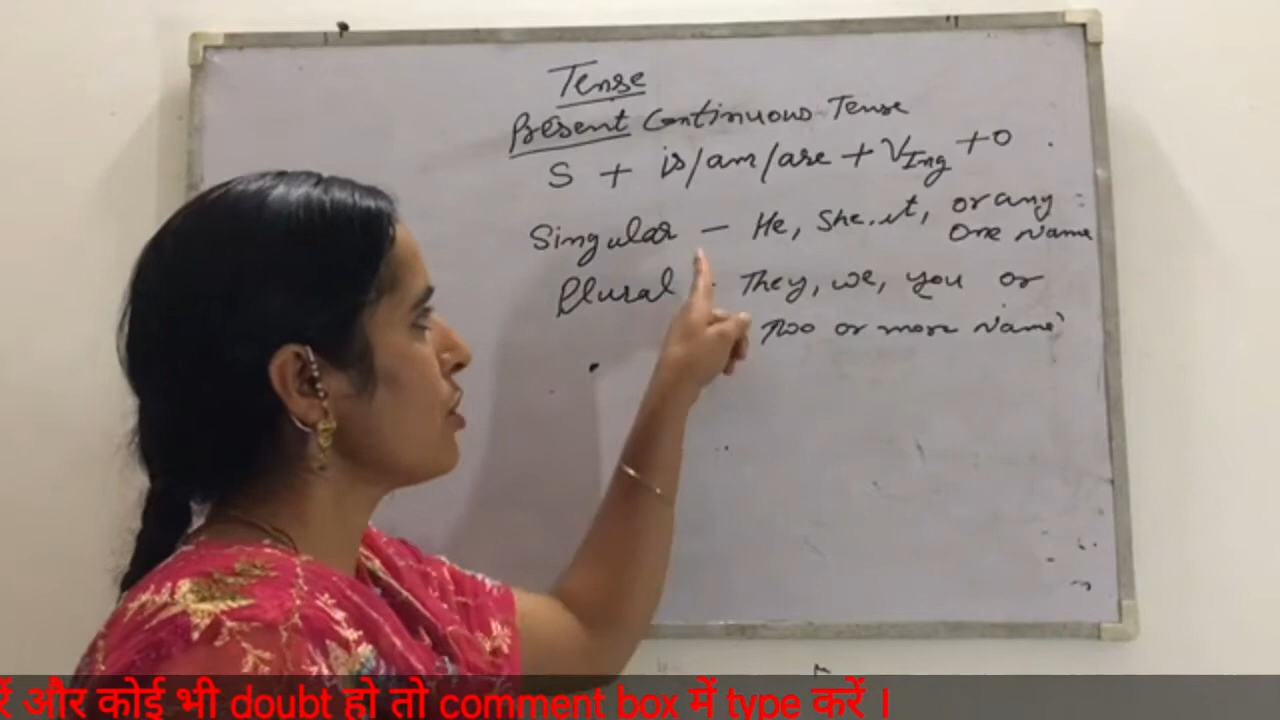 Tense
Present Continuous Tense
S + is/am/are + VIng + O
Singular – He, She, it, or any
One Name
Plural - They, we, you or
Two or more Name
रें और कोई भी doubt हो तो comment box में type करें ।